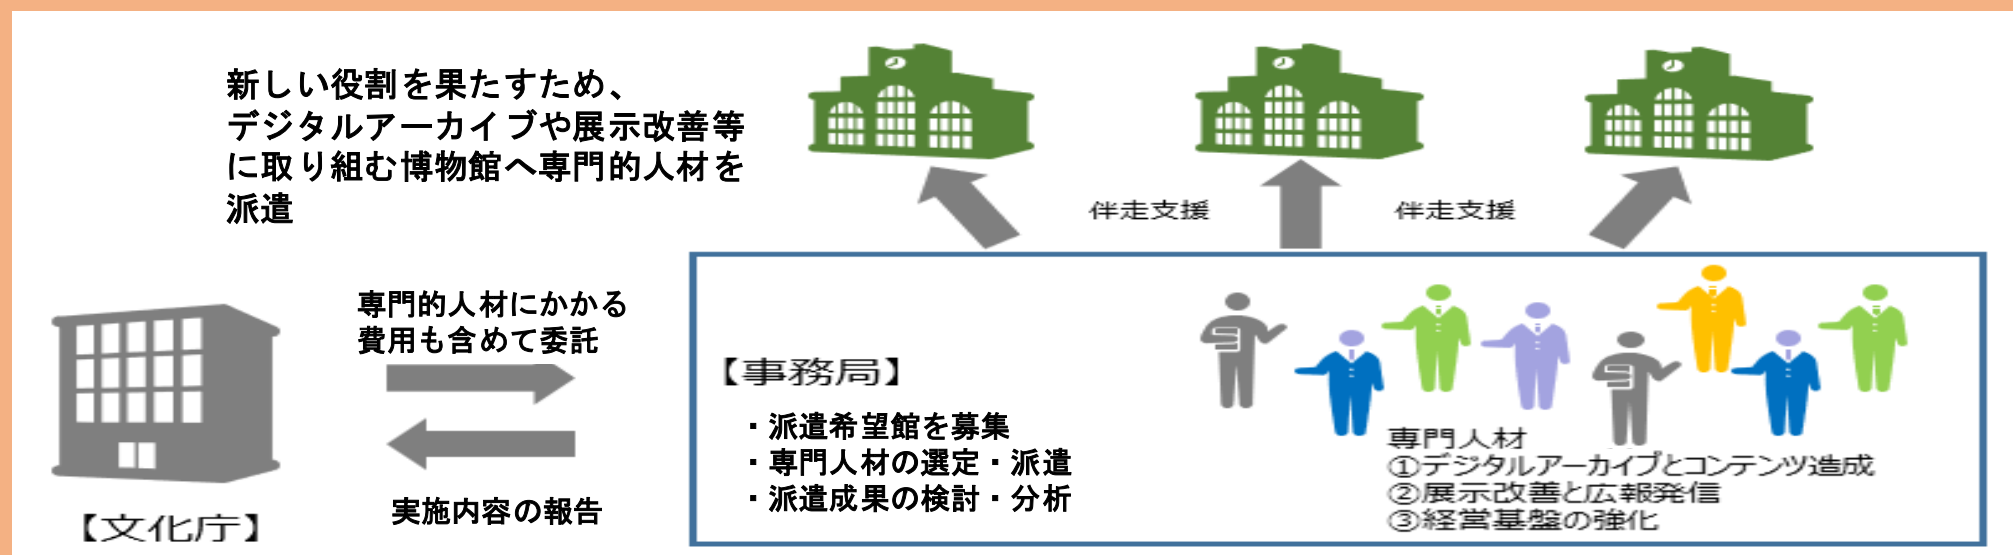 新しい役割を果たすため、
デジタルアーカイブや展示改善等
に取り組む博物館へ専門的人材を
派遣
伴走支援
伴走支援
専門的人材にかかる
費用も含めて委託
実施内容の報告
【文化庁】
【事務局】
・派遣希望館を募集
・専門人材の選定・派遣
・派遣成果の検討・分析
専門人材
①デジタルアーカイブとコンテンツ造成
②展示改善と広報発信
③経営基盤の強化